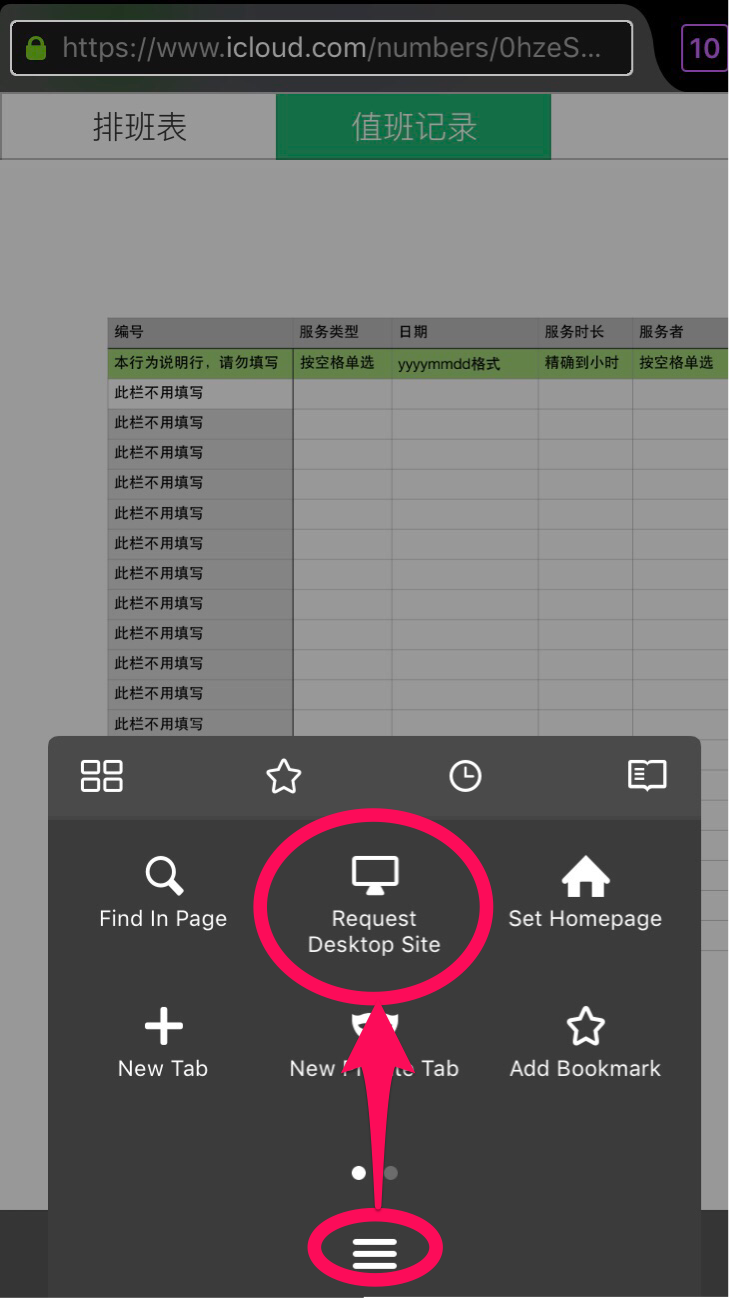 https://www.icloud.com/numbers/0hzeS...
10
排班表
值班记录
编号 服务类型 日期 服务时长 服务者
本行为说明行，请勿填写 按空格单选 yyyymmdd格式 精确到小时 按空格单选
此栏不用填写
此栏不用填写
此栏不用填写
此栏不用填写
此栏不用填写
此栏不用填写
此栏不用填写
此栏不用填写
此栏不用填写
此栏不用填写
此栏不用填写
此栏不用填写
Find In Page
Request
Desktop Site
Set Homepage
New Tab
New Private Tab
Add Bookmark